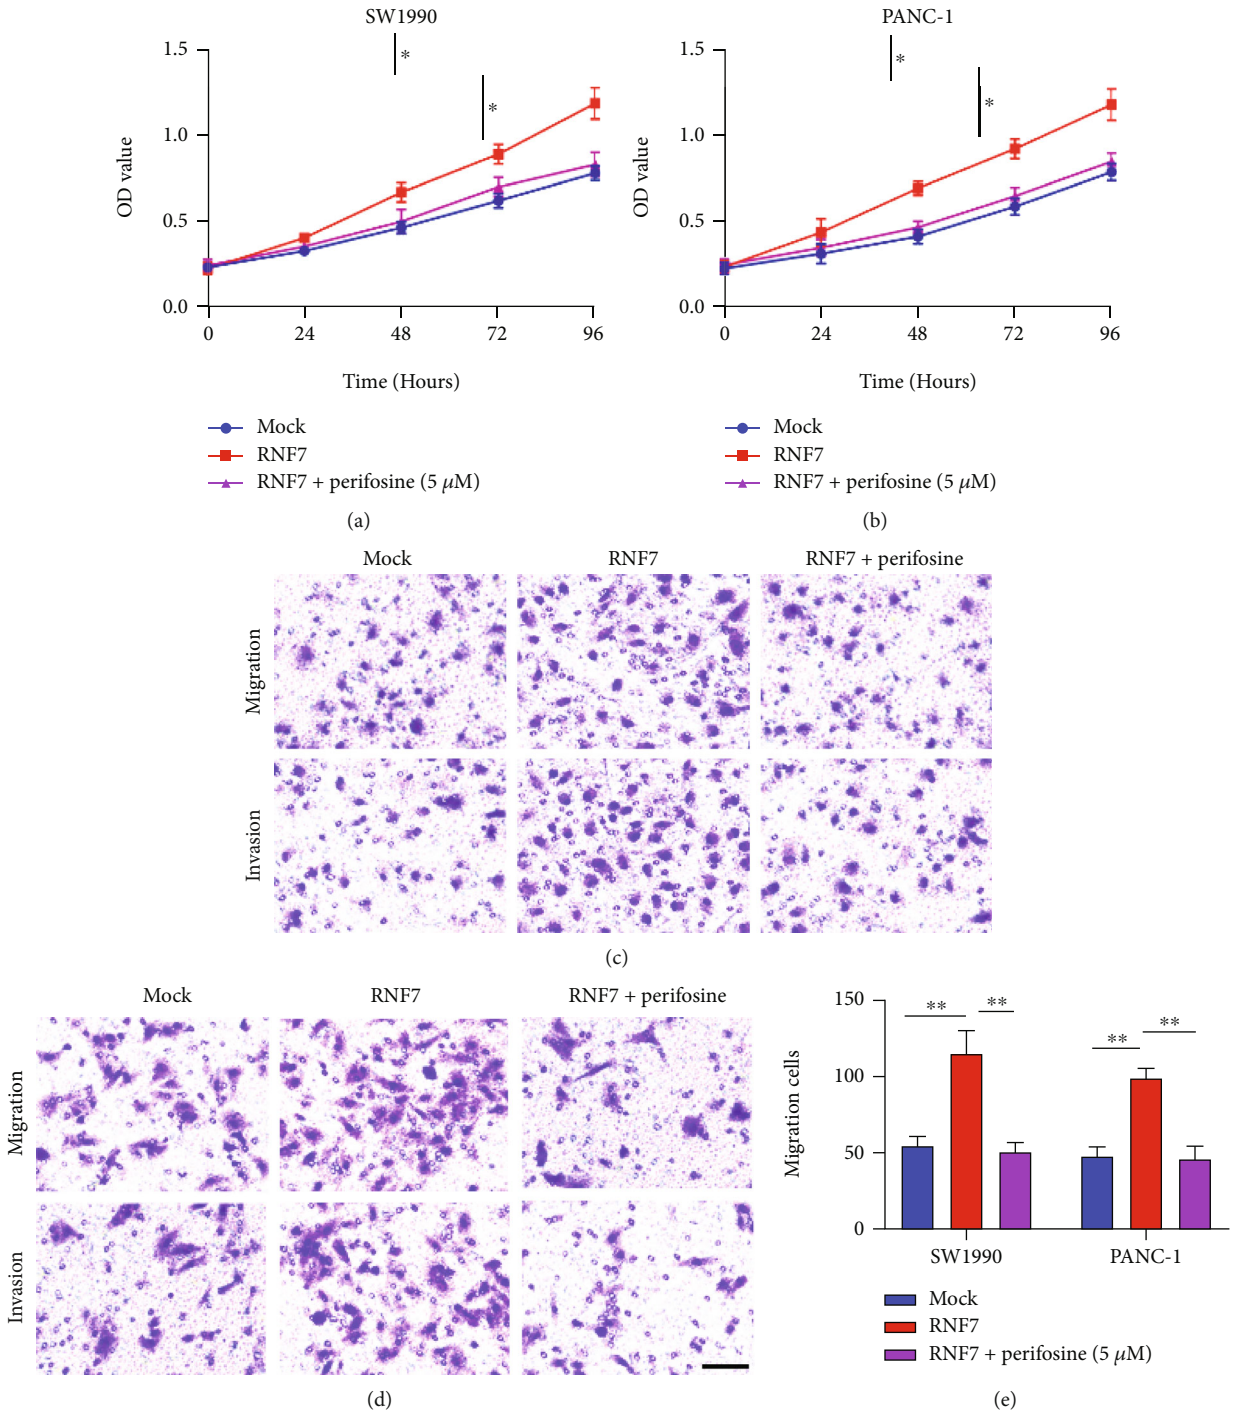 SW1990
1.5
1.0
0.5
0.0
OD value
*
*
0 24 48 72 96
Time (Hours)
Mock
RNF7
RNF7 + perifosine (5 μM)
(a)
PANC-1
1.5
1.0
0.5
0.0
OD value
*
*
0 24 48 72 96
Time (Hours)
Mock
RNF7
RNF7 + perifosine (5 μM)
(b)
Mock RNF7 RNF7 + perifosine
Migration
Invasion
(c)
Mock RNF7 RNF7 + perifosine
Migration
Invasion
(d)
150
100
50
0
Migration cells
** **
** **
SW1990 PANC-1
Mock
RNF7
RNF7 + perifosine (5 μM)
(e)